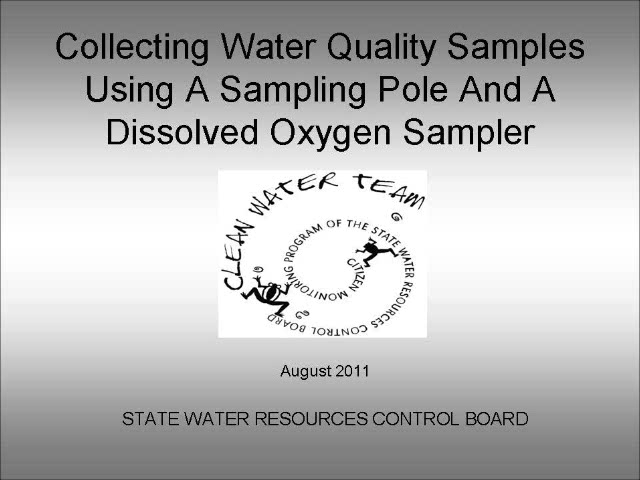 Collecting Water Quality Samples
Using A Sampling Pole And A
Dissolved Oxygen Sampler
CLEAN WATER TEAM
CITIZEN MONITORING PROGRAM OF THE STATE WATER RESOURCES CONTROL BOARD
August 2011
STATE WATER RESOURCES CONTROL BOARD